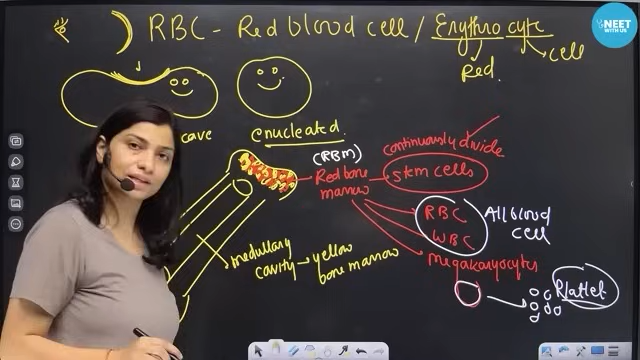 RBC - Red blood cell / Erythrocyte
Red
cell
NEET
WITH US
cave
enucleated
(RBM)
Red bone
marrow
continuously divide
stem cells
RBC
WBC
megakaryocytes
All blood
cell
Platlet
medullary
cavity → yellow
bone marrow